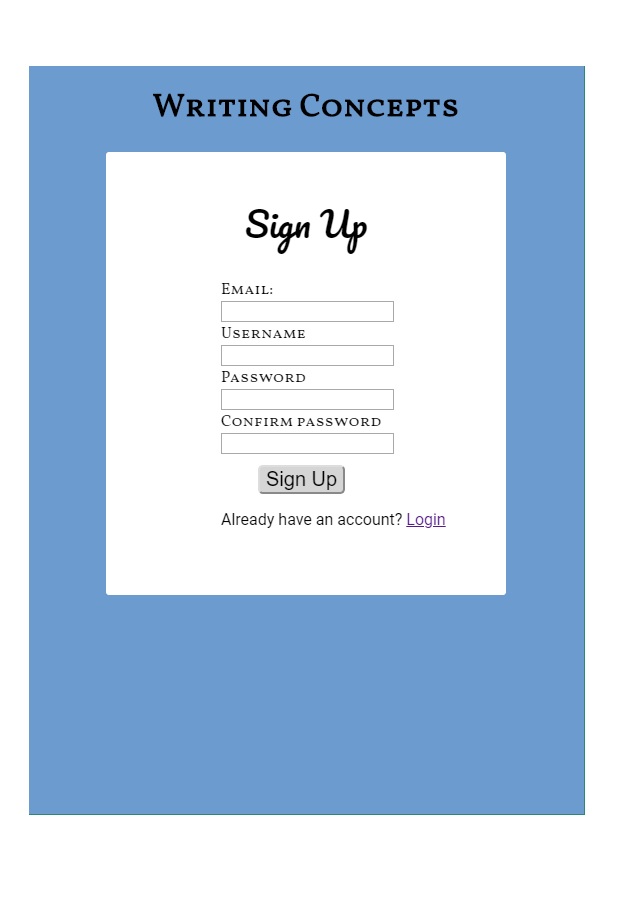 Writing Concepts
Sign Up
Email:
Username
Password
Confirm password
Sign Up
Already have an account? Login